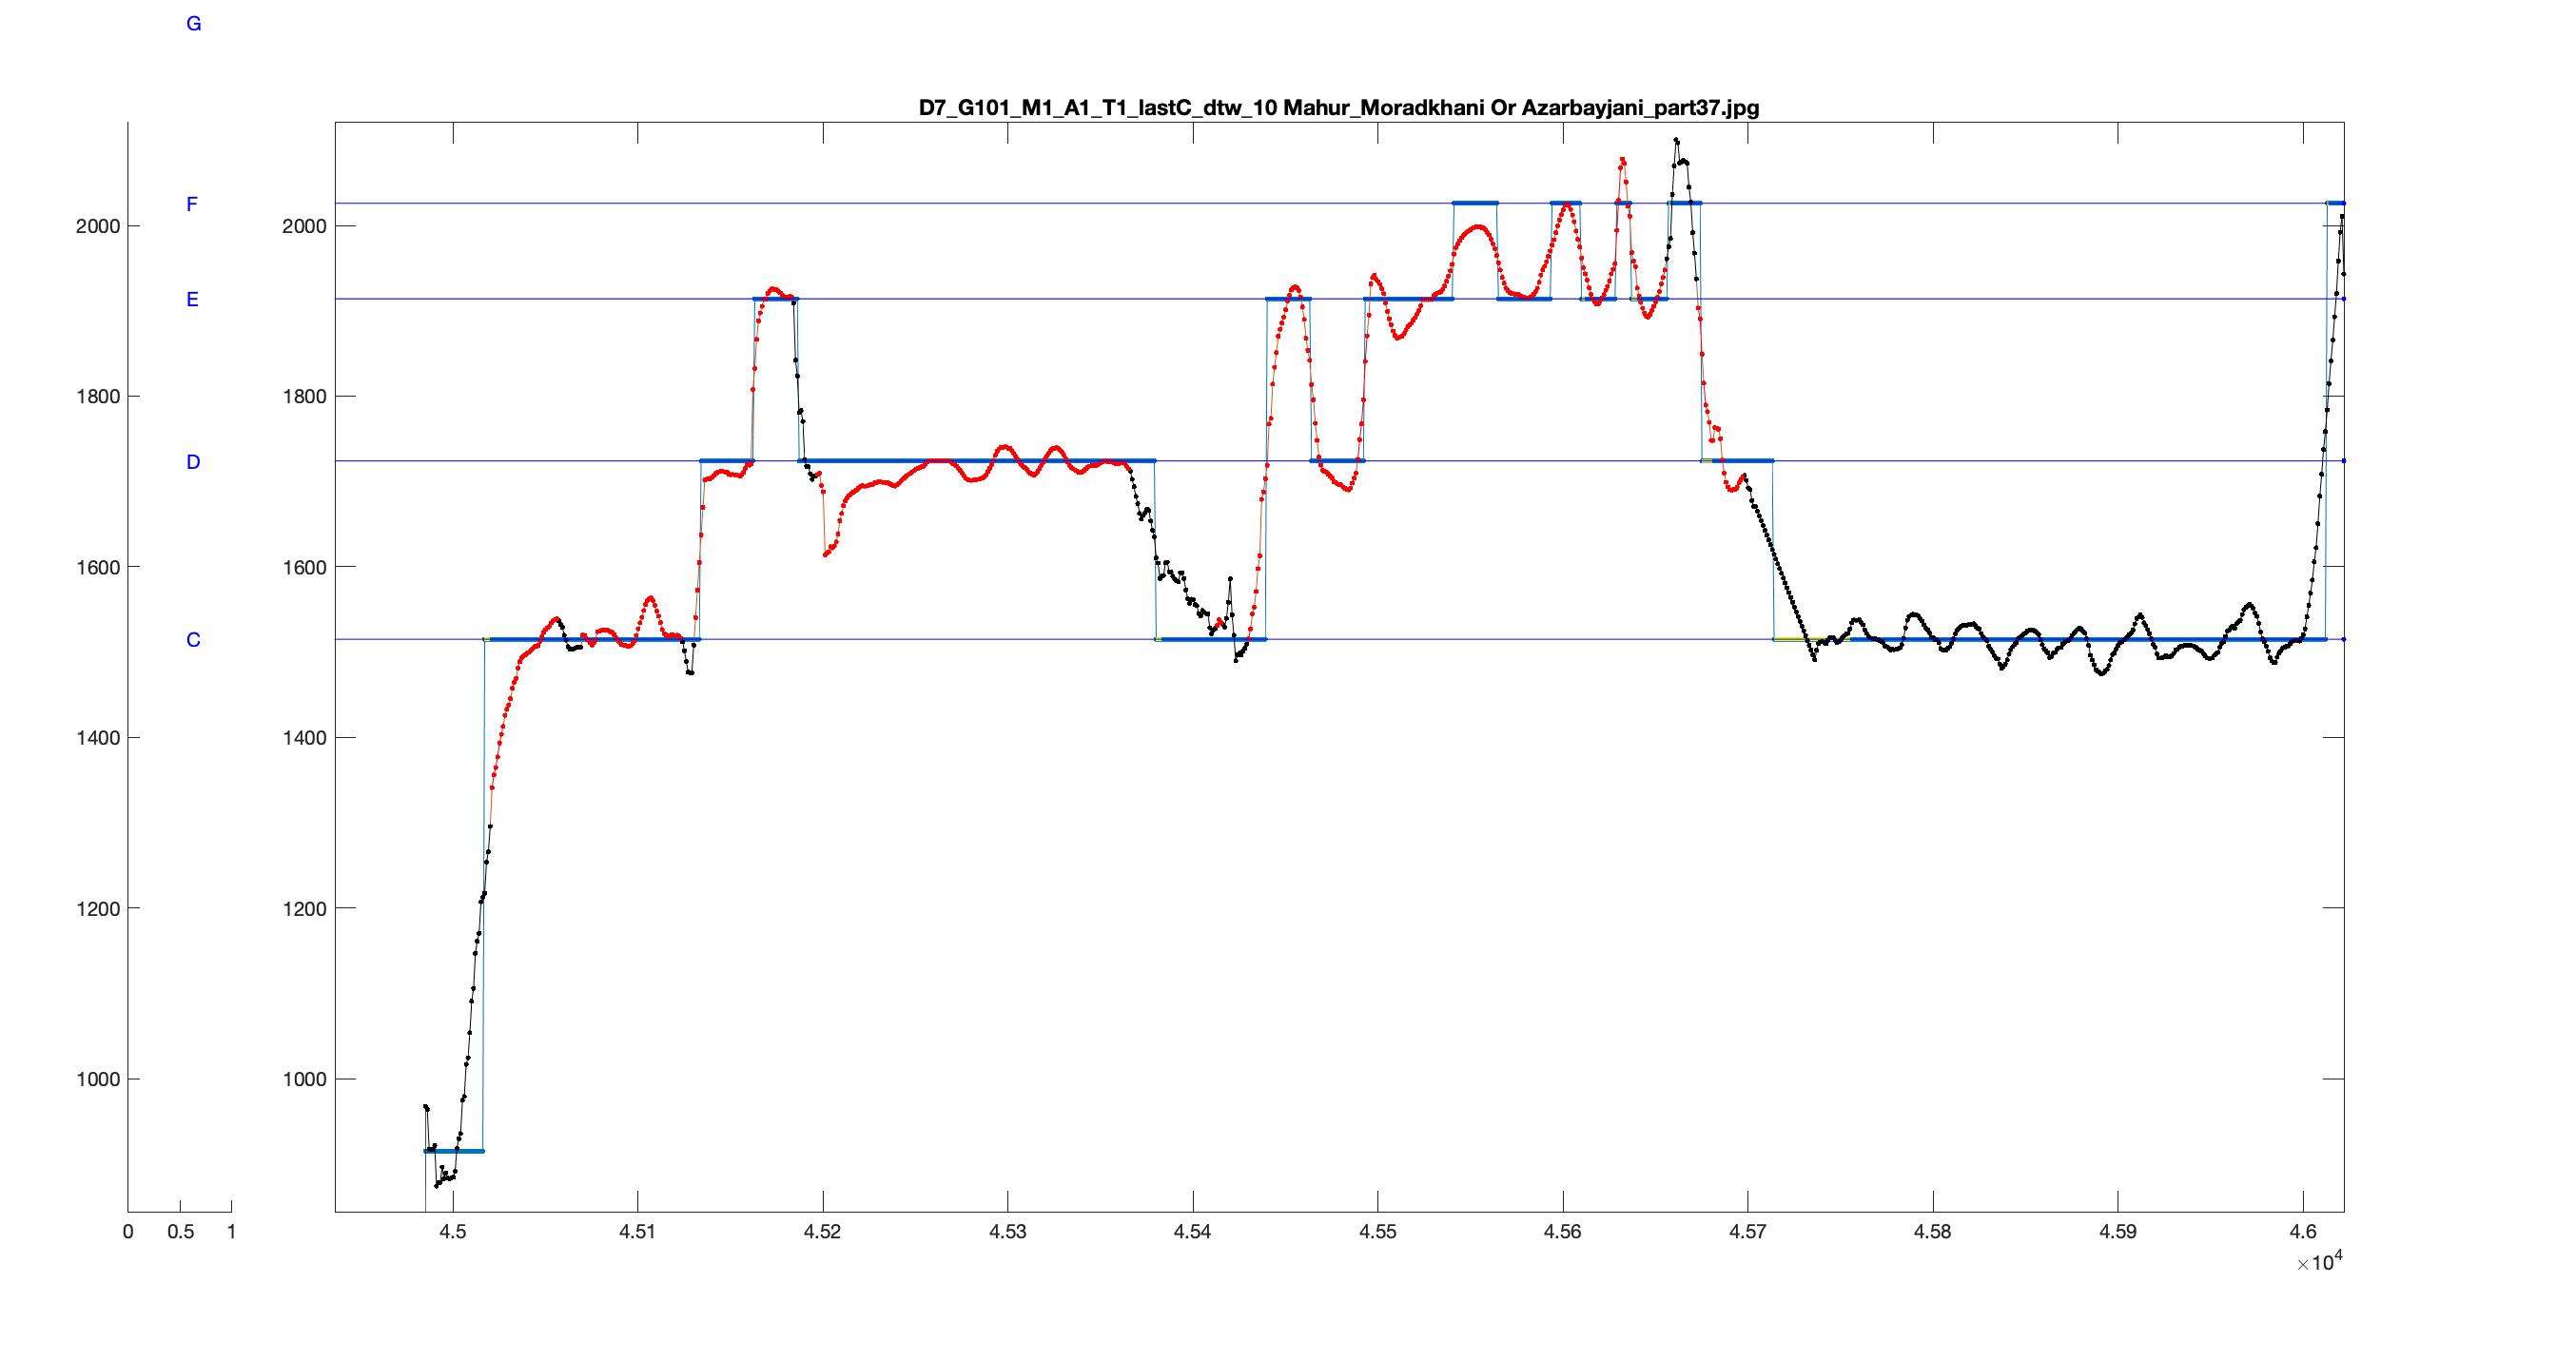 G
D7_G101_M1_A1_T1_lastC_dtw_10 Mahur_Moradkhani Or Azarbayjani_part37.jpg
F
2000 2000
E
1800 1800
D
1600 1600
C
1400 1400
1200 1200
1000 1000
0 0.5 1 4.5 4.51 4.52 4.53 4.54 4.55 4.56 4.57 4.58 4.59 4.6
×10⁴